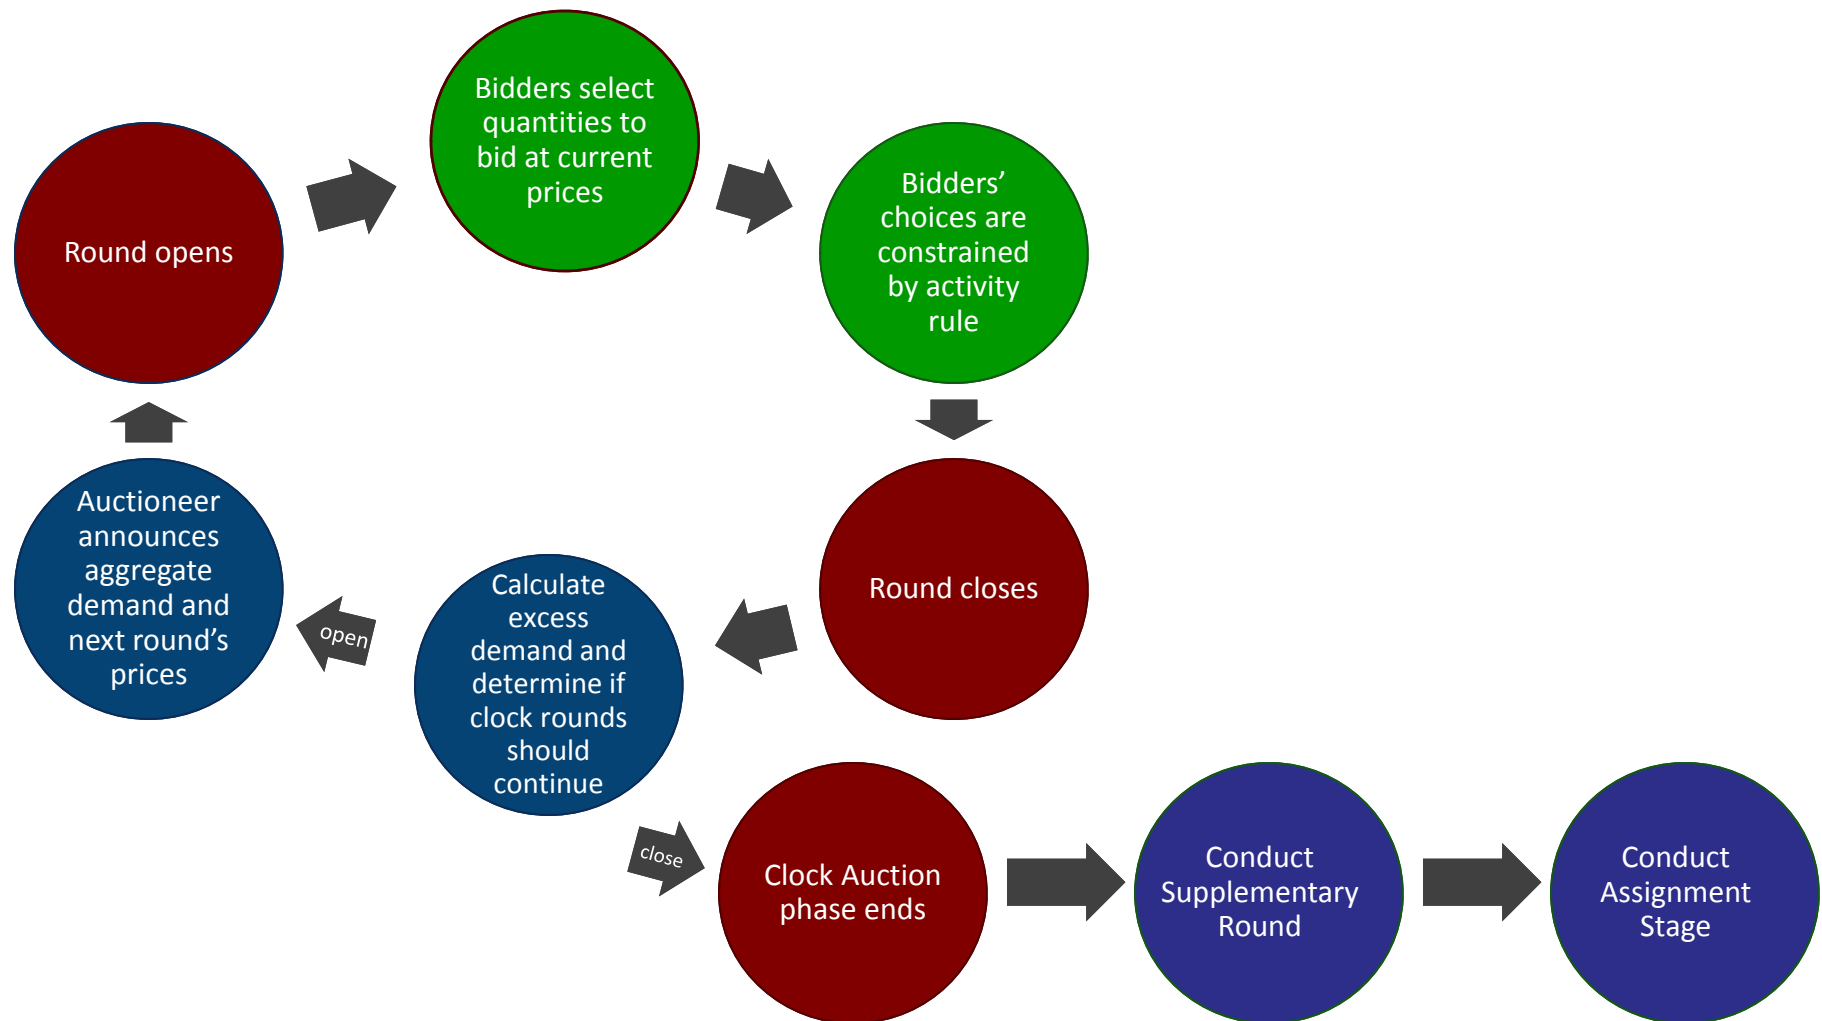 Round opens
Bidders select
quantities to
bid at current
prices
Bidders’
choices are
constrained
by activity
rule
Round closes
Calculate
excess
demand and
determine if
clock rounds
should
continue
open
Auctioneer
announces
aggregate
demand and
next round’s
prices
close
Clock Auction
phase ends
Conduct
Supplementary
Round
Conduct
Assignment
Stage